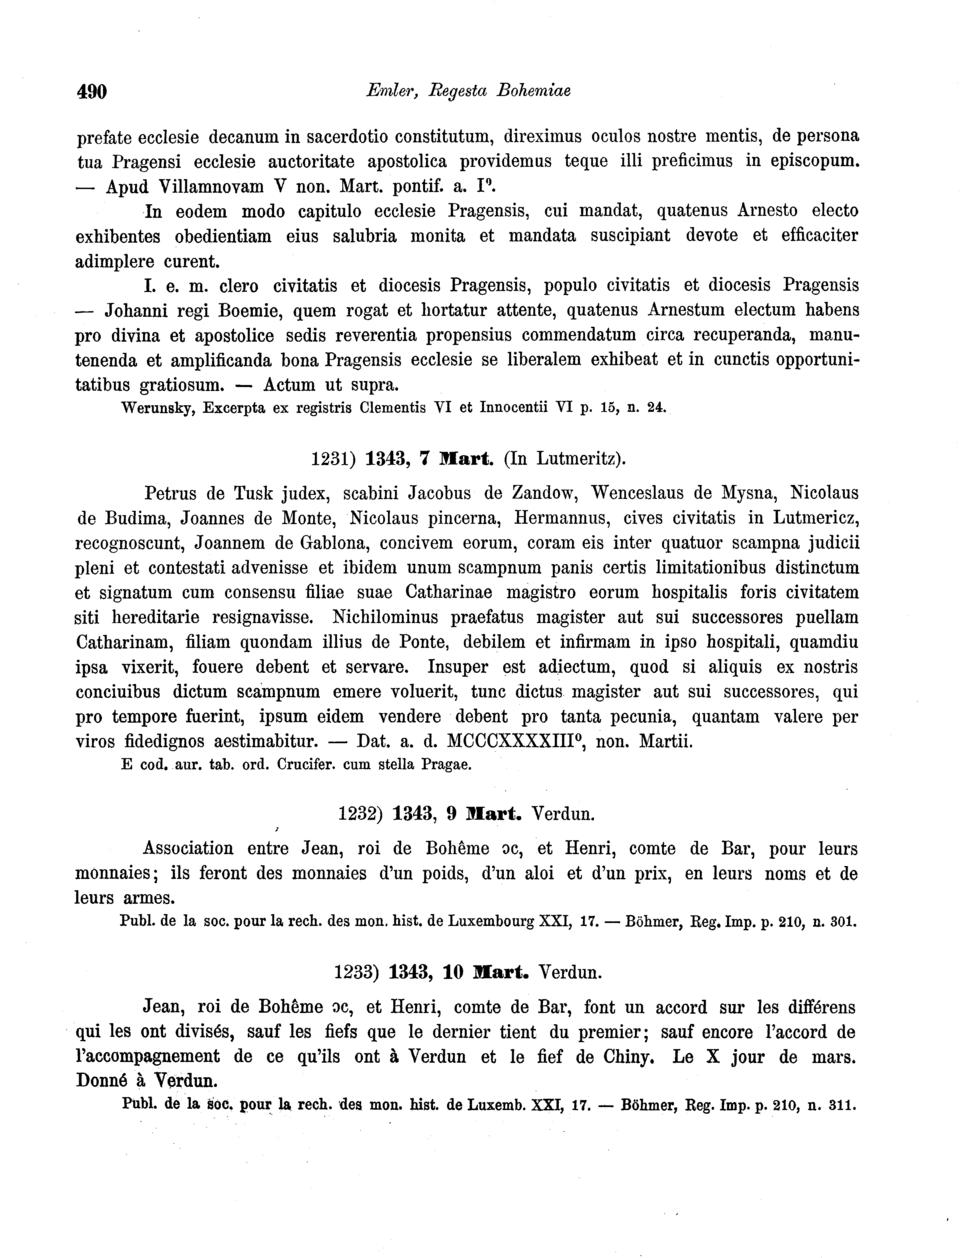 490
Emler, Regesta Bohemiae
prefate ecclesie decanum in sacerdotio constitutum, direximus oculos nostre mentis, de persona
tua Pragensi ecclesie auctoritate apostolica providemus teque illi preficimus in episcopum.
— Apud Villamnovam V non. Mart. pontif. a. I⁰.
In eodem modo capitulo ecclesie Pragensis, cui mandat, quatenus Arnesto electo
exhibentes obedientiam eius salubria monita et mandata suscipiant devote et efficaciter
adimplere curent.
I. e. m. clero civitatis et diocesis Pragensis, populo civitatis et diocesis Pragensis
— Johanni regi Boemie, quem rogat et hortatur attente, quatenus Arnestum electum habens
pro divina et apostolice sedis reverentia propensius commendatum circa recuperanda, manu-
tenenda et amplificanda bona Pragensis ecclesie se liberalem exhibeat et in cunctis opportuni-
tatibus gratiosum. — Actum ut supra.
Werunsky, Excerpta ex registris Clementis VI et Innocentii VI p. 15, n. 24.
1231) 1343, 7 Mart. (In Lutmeritz).
Petrus de Tusk judex, scabini Jacobus de Zandow, Wenceslaus de Mysna, Nicolaus
de Budima, Joannes de Monte, Nicolaus pincerna, Hermannus, cives civitatis in Lutmericz,
recognoscunt, Joannem de Gablona, concivem eorum, coram eis inter quatuor scampna judicii
pleni et contestati advenisse et ibidem unum scampnum panis certis limitationibus distinctum
et signatum cum consensu filiae suae Catharinae magistro eorum hospitalis foris civitatem
siti hereditarie resignavisse. Nichilominus praefatus magister aut sui successores puellam
Catharinam, filiam quondam illius de Ponte, debilem et infirmam in ipso hospitali, quamdiu
ipsa vixerit, fouere debent et servare. Insuper est adiectum, quod si aliquis ex nostris
conciuibus dictum scampnum emere voluerit, tunc dictus magister aut sui successores, qui
pro tempore fuerint, ipsum eidem vendere debent pro tanta pecunia, quantam valere per
viros fidedignos aestimabitur. — Dat. a. d. MCCCXXXXIII⁰, non. Martii.
E cod. aur. tab. ord. Crucifer. cum stella Pragae.
1232) 1343, 9 Mart. Verdun.
Association entre Jean, roi de Bohême ɔc, et Henri, comte de Bar, pour leurs
monnaies; ils feront des monnaies d'un poids, d'un aloi et d'un prix, en leurs noms et de
leurs armes.
Publ. de la soc. pour la rech. des mon. hist. de Luxembourg XXI, 17. — Böhmer, Reg. Imp. p. 210, n. 301.
1233) 1343, 10 Mart. Verdun.
Jean, roi de Bohême ɔc, et Henri, comte de Bar, font un accord sur les différens
qui les ont divisés, sauf les fiefs que le dernier tient du premier; sauf encore l'accord de
l'accompagnement de ce qu'ils ont à Verdun et le fief de Chiny. Le X jour de mars.
Donné à Verdun.
Publ. de la soc. pour la rech. des mon. hist. de Luxemb. XXI, 17. — Böhmer, Reg. Imp. p. 210, n. 311.